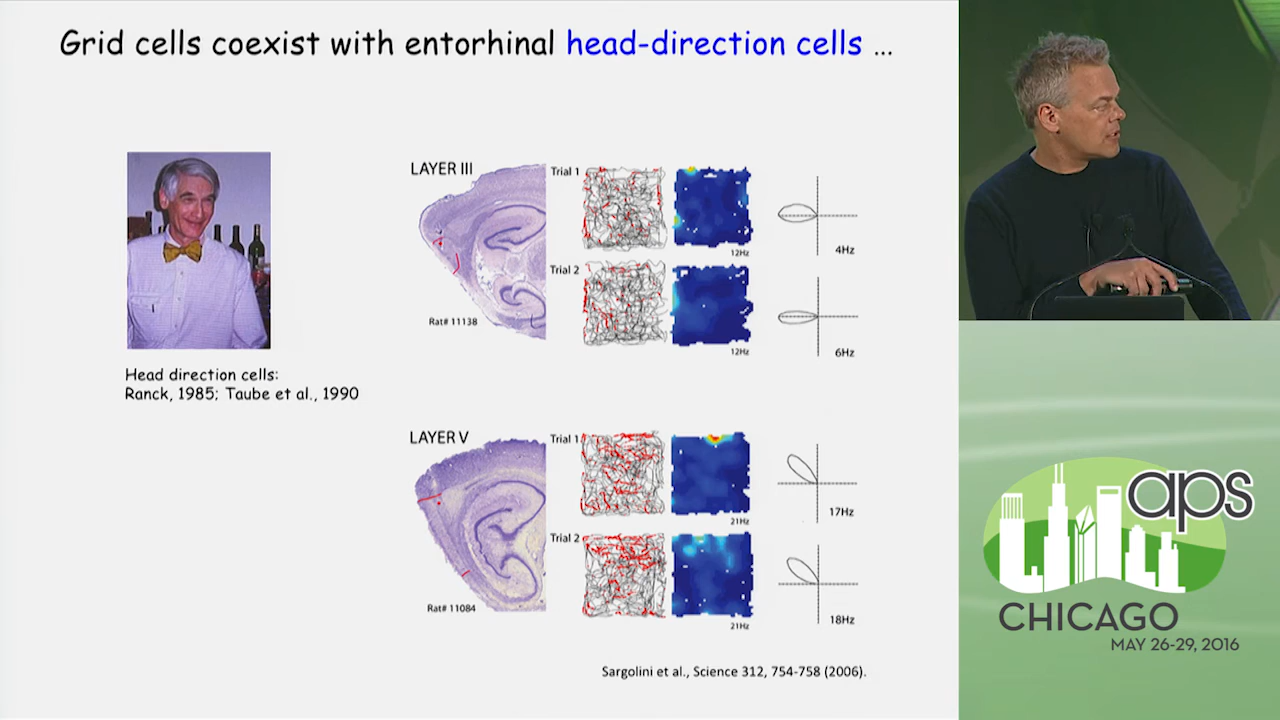 Grid cells coexist with entorhinal head-direction cells ...
LAYER III
Trial 1
12Hz
4Hz
Trial 2
Rat# 11138
12Hz
6Hz
Head direction cells:
Ranck, 1985; Taube et al., 1990
LAYER V
Trial 1
21Hz
17Hz
Trial 2
Rat# 11084
21Hz
18Hz
Sargolini et al., Science 312, 754-758 (2006).
aps
CHICAGO
MAY 26-29, 2016